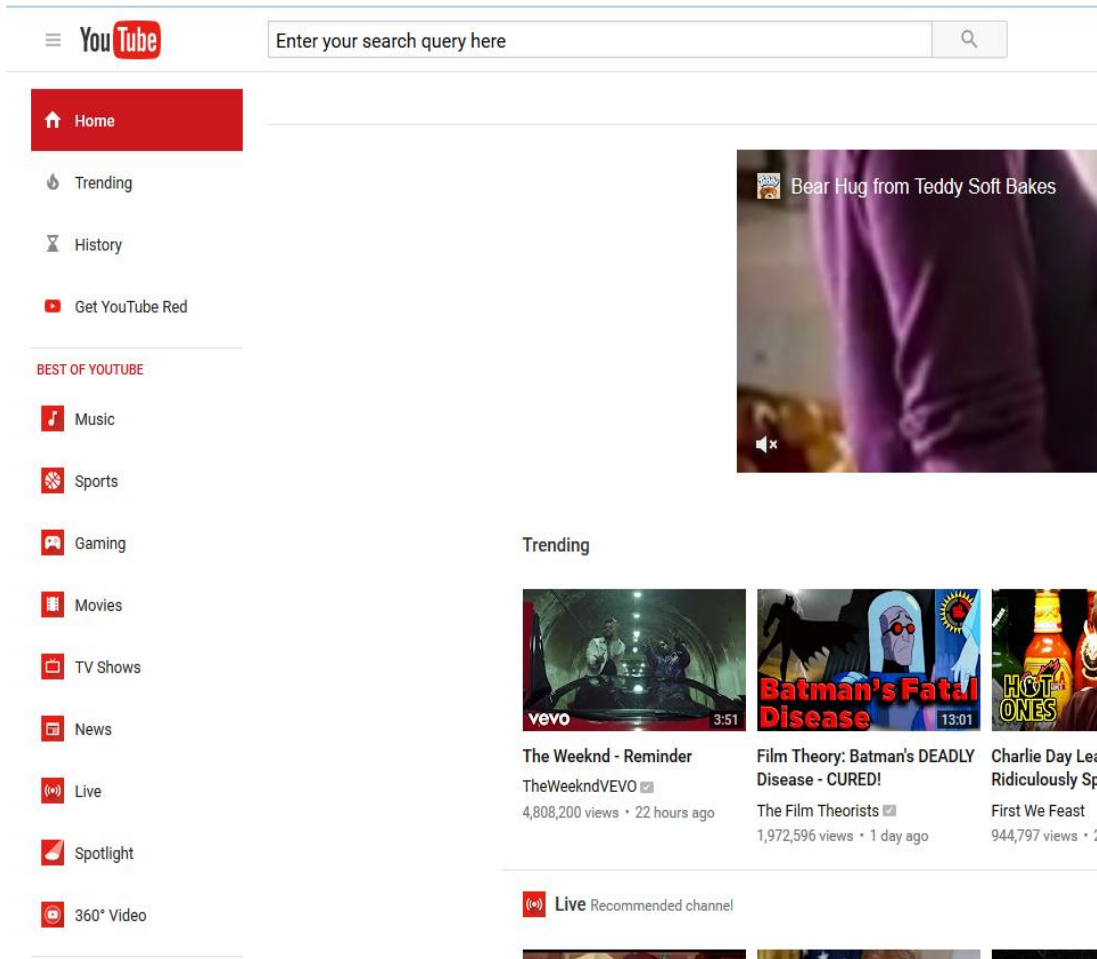 YouTube
Enter your search query here
Home
Trending
History
Get YouTube Red
BEST OF YOUTUBE
Music
Sports
Gaming
Movies
TV Shows
News
Live
Spotlight
360° Video
Bear Hug from Teddy Soft Bakes
Trending
vevo
3:51
The Weeknd - Reminder
TheWeekndVEVO
4,808,200 views • 22 hours ago
Batman's Fatal
Disease
13:01
Film Theory: Batman's DEADLY
Disease - CURED!
The Film Theorists
1,972,596 views • 1 day ago
HOT
ONES
Charlie Day
Ridiculously
First We Feast
944,797 views •
Live Recommended channel